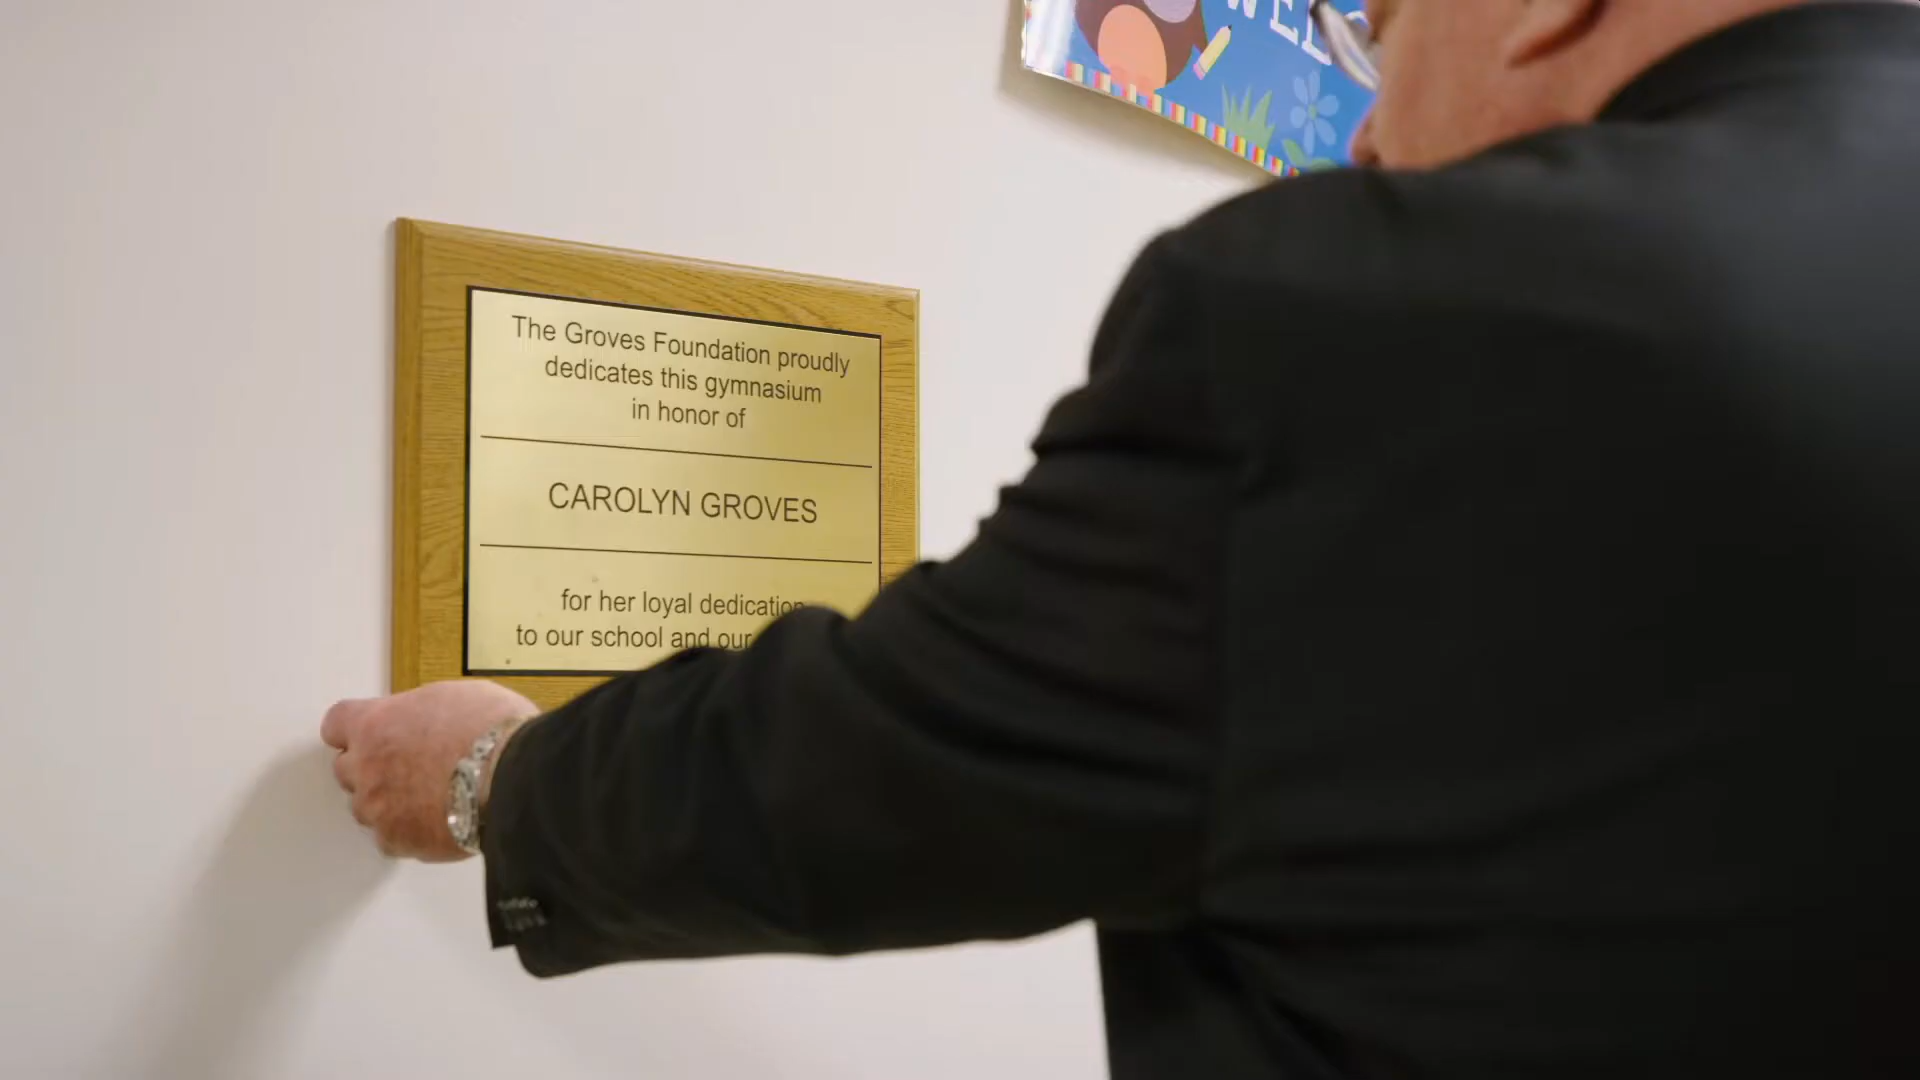 WEL
The Groves Foundation proudly
dedicates this gymnasium
in honor of
CAROLYN GROVES
for her loyal dedication
to our school and our